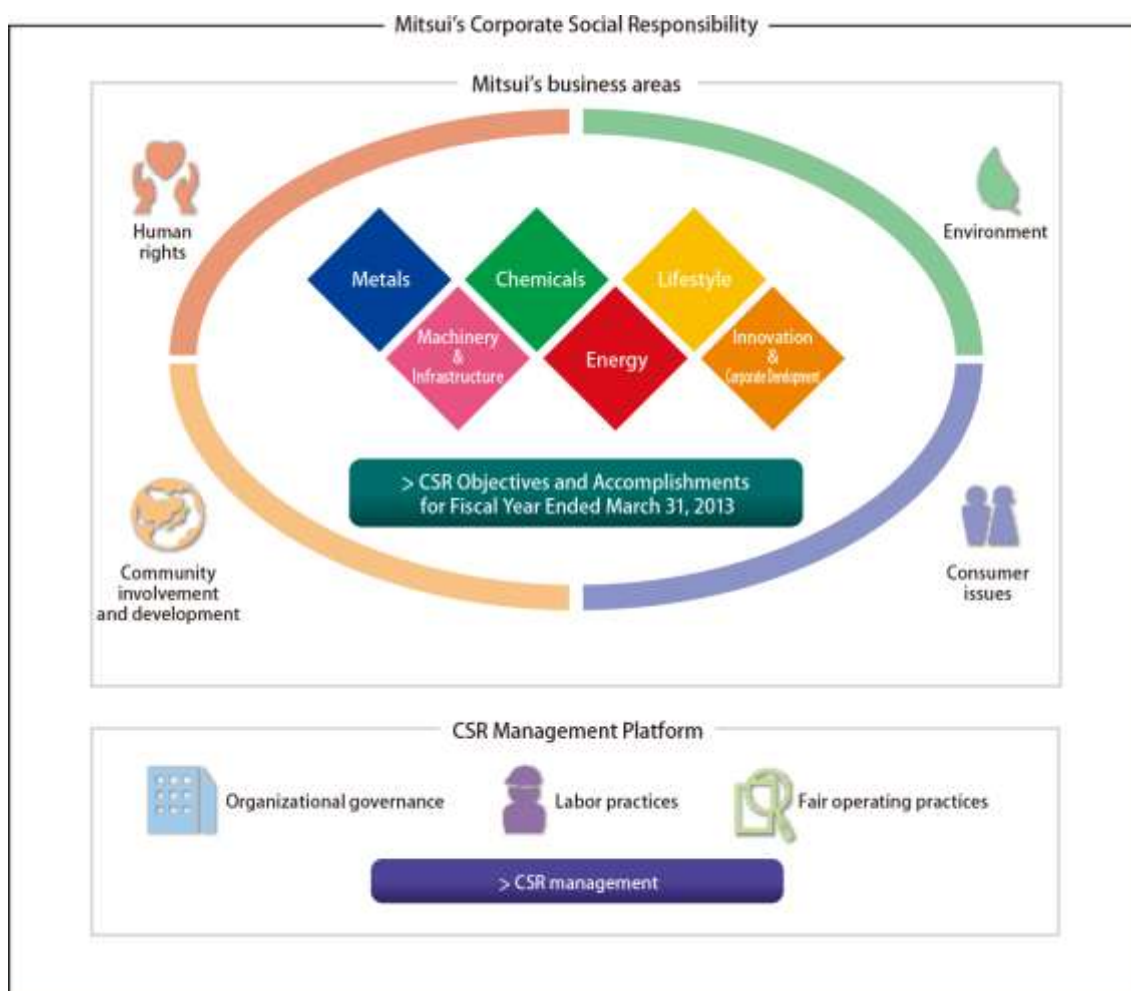 Mitsui's Corporate Social Responsibility
Mitsui's business areas
Human
rights
Environment
Metals
Chemicals
Lifestyle
Machinery
&
Infrastructure
Energy
Innovation
&
Corporate Development
> CSR Objectives and Accomplishments
for Fiscal Year Ended March 31, 2013
Community
involvement
and development
Consumer
issues
CSR Management Platform
Organizational governance
Labor practices
Fair operating practices
> CSR management